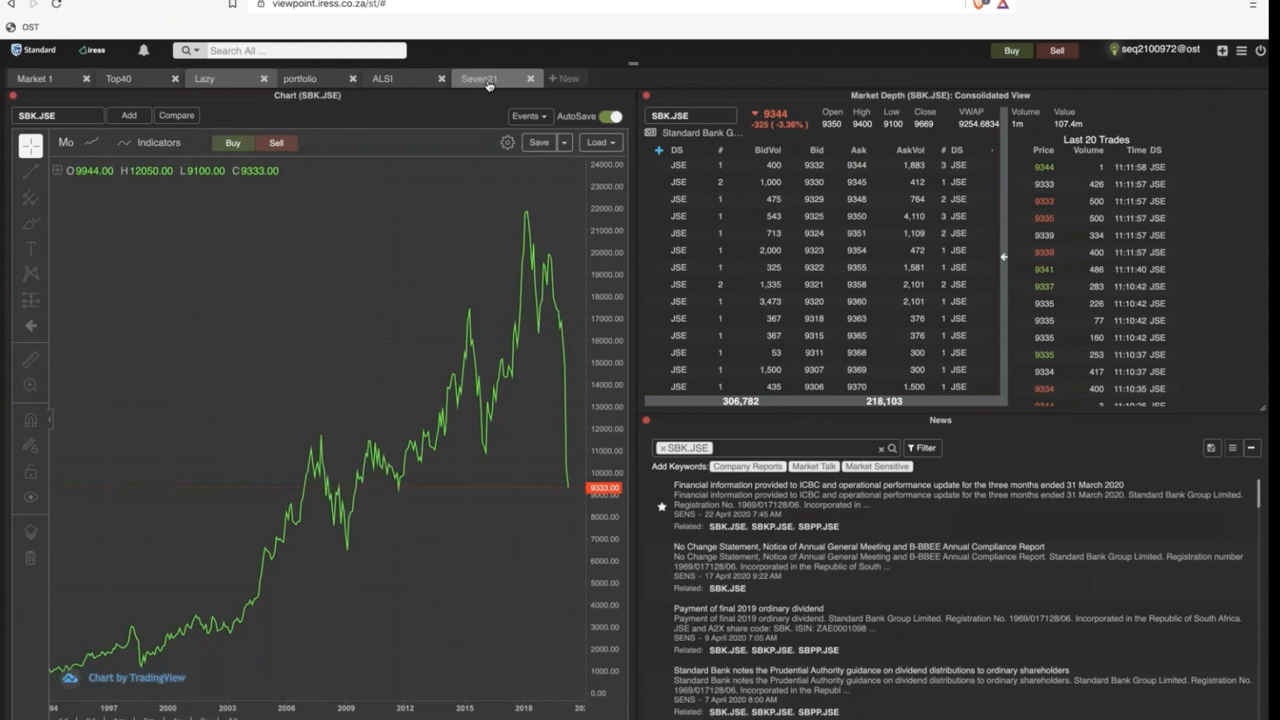 viewpoint.iress.co.za/st/#
OST
Standard iress Search All ... Buy Sell seq2100972@ost
Market 1 Top40 Lazy portfolio ALSI Seven21 New
Chart (SBK.JSE)
SBK.JSE Add Compare Events AutoSave
Mo Indicators Buy Sell Save Load
O9944.00 H12050.00 L9100.00 C9333.00
24000.00
23000.00
22000.00
21000.00
20000.00
19000.00
18000.00
17000.00
16000.00
15000.00
14000.00
13000.00
12000.00
11000.00
10000.00
9333.00
9000.00
8000.00
7000.00
6000.00
5000.00
4000.00
3000.00
2000.00
1000.00
0.00
Chart by TradingView
94 1997 2000 2003 2006 2009 2012 2015 2018 202
Market Depth (SBK.JSE): Consolidated View
SBK.JSE 9344 Open High Low Close VWAP Volume Value
-325 (-3.36%) 9350 9400 9100 9669 9254.6834 1m 107.4m
Standard Bank G...
DS # BidVol Bid Ask AskVol # DS
JSE 1 400 9332 9344 1,883 3 JSE
JSE 2 1,000 9330 9345 412 1 JSE
JSE 1 475 9329 9348 764 2 JSE
JSE 1 543 9325 9350 4,110 3 JSE
JSE 1 713 9324 9351 1,109 2 JSE
JSE 1 2,000 9323 9354 472 1 JSE
JSE 1 325 9322 9355 1,581 1 JSE
JSE 2 1,335 9321 9358 2,101 2 JSE
JSE 1 3,473 9320 9360 2,101 1 JSE
JSE 1 367 9318 9363 376 1 JSE
JSE 1 367 9315 9365 376 1 JSE
JSE 1 53 9311 9368 300 1 JSE
JSE 1 1,500 9307 9369 300 1 JSE
JSE 1 435 9306 9370 1,500 1 JSE
306,782 218,103
Last 20 Trades
Price Volume Time DS
9344 1 11:11:58 JSE
9333 426 11:11:57 JSE
9333 500 11:11:57 JSE
9335 500 11:11:57 JSE
9339 334 11:11:57 JSE
9339 400 11:11:57 JSE
9341 486 11:11:40 JSE
9337 283 11:10:42 JSE
9335 226 11:10:42 JSE
9335 77 11:10:42 JSE
9335 160 11:10:42 JSE
9335 253 11:10:37 JSE
9334 417 11:10:37 JSE
9334 400 11:10:35 JSE
News
SBK.JSE Filter
Add Keywords: Company Reports Market Talk Market Sensitive
Financial information provided to ICBC and operational performance update for the three months ended 31 March 2020
Financial information provided to ICBC and operational performance update for the three months ended 31 March 2020. Standard Bank Group Limited.
Registration No. 1969/017128/06. Incorporated in ...
SENS - 22 April 2020 7:45 AM
Related: SBK.JSE, SBKP.JSE, SBPP.JSE
No Change Statement, Notice of Annual General Meeting and B-BBEE Annual Compliance Report
No Change Statement, Notice of Annual General Meeting and B-BBEE Annual Compliance Report. Standard Bank Group Limited. Registration number
1969/017128/06. Incorporated in the Republic of South ...
SENS - 17 April 2020 9:22 AM
Related: SBK.JSE
Payment of final 2019 ordinary dividend
Payment of final 2019 ordinary dividend. Standard Bank Group Limited. Registration No. 1969/017128/06. Incorporated in the Republic of South Africa.
JSE and A2X share code: SBK. ISIN: ZAE0001098 ...
SENS - 9 April 2020 7:05 AM
Related: SBK.JSE, SBKP.JSE, SBPP.JSE
Standard Bank notes the Prudential Authority guidance on dividend distributions to ordinary shareholders
Standard Bank notes the Prudential Authority guidance on dividend distributions to ordinary shareholders. Standard Bank Group Limited. Registration No.
1969/017128/06. Incorporated in the Republi ...
SENS - 7 April 2020 8:00 AM
Related: SBK.JSE, SBKP.JSE, SBPP.JSE